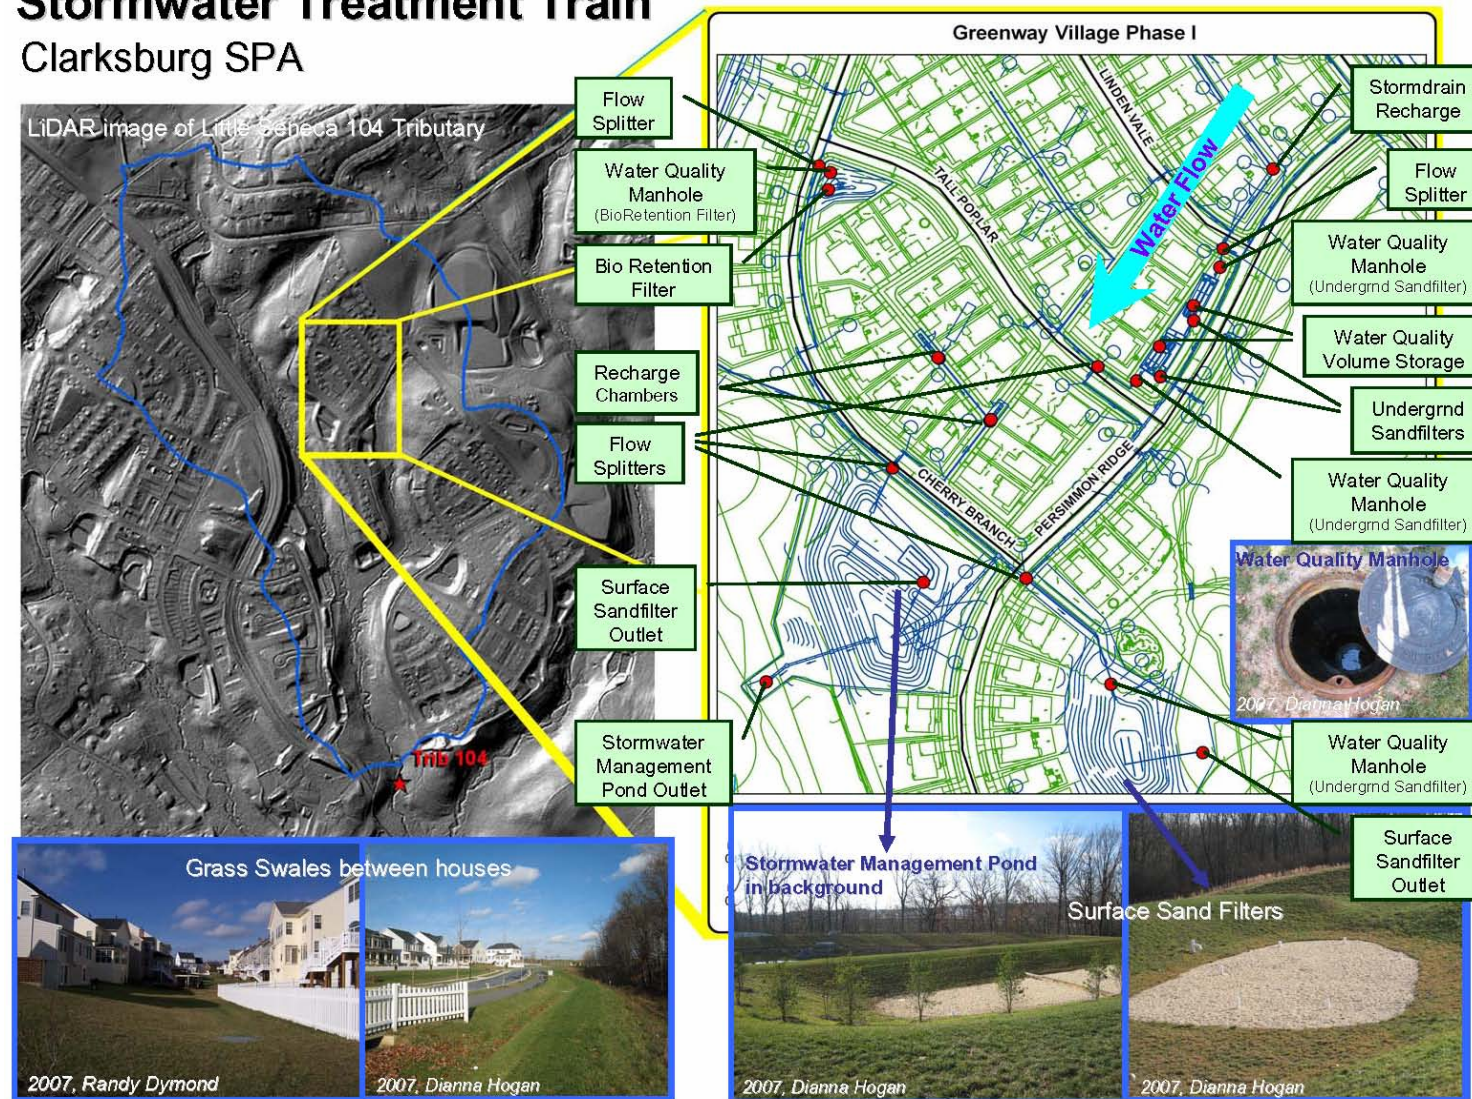 Stormwater Treatment Train
Clarksburg SPA
LiDAR image of Little Seneca 104 Tributary
Trib 104
Greenway Village Phase I
Flow
Splitter
Water Quality
Manhole
(BioRetention Filter)
Bio Retention
Filter
Recharge
Chambers
Flow
Splitters
Surface
Sandfilter
Outlet
Stormwater
Management
Pond Outlet
LINDEN VALE
TALL POPLAR
Water Flow
CHERRY BRANCH
PERSIMMON RIDGE
Stormdrain
Recharge
Flow
Splitter
Water Quality
Manhole
(Undergrnd Sandfilter)
Water Quality
Volume Storage
Undergrnd
Sandfilters
Water Quality
Manhole
(Undergrnd Sandfilter)
Water Quality Manhole
2007, Dianna Hogan
Water Quality
Manhole
(Undergrnd Sandfilter)
Surface
Sandfilter
Outlet
Grass Swales between houses
2007, Randy Dymond
2007, Dianna Hogan
Stormwater Management Pond
in background
Surface Sand Filters
2007, Dianna Hogan
2007, Dianna Hogan